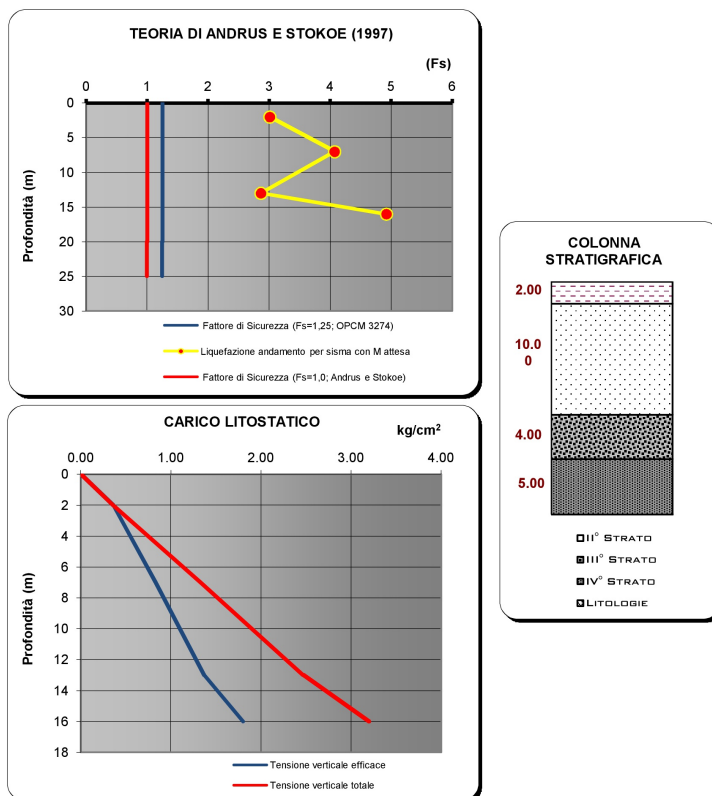 TEORIA DI ANDRUS E STOKOE (1997)
(Fs)
0 1 2 3 4 5 6
0
5
10
15
20
25
30
Profondità (m)
Fattore di Sicurezza (Fs=1,25; OPCM 3274)
Liquefazione andamento per sisma con M attesa
Fattore di Sicurezza (Fs=1,0; Andrus e Stokoe)
CARICO LITOSTATICO
kg/cm²
0.00 1.00 2.00 3.00 4.00
0
2
4
6
8
10
12
14
16
18
Profondità (m)
Tensione verticale efficace
Tensione verticale totale
COLONNA
STRATIGRAFICA
2.00
10.0
0
4.00
5.00
II° STRATO
III° STRATO
IV° STRATO
LITOLOGIE